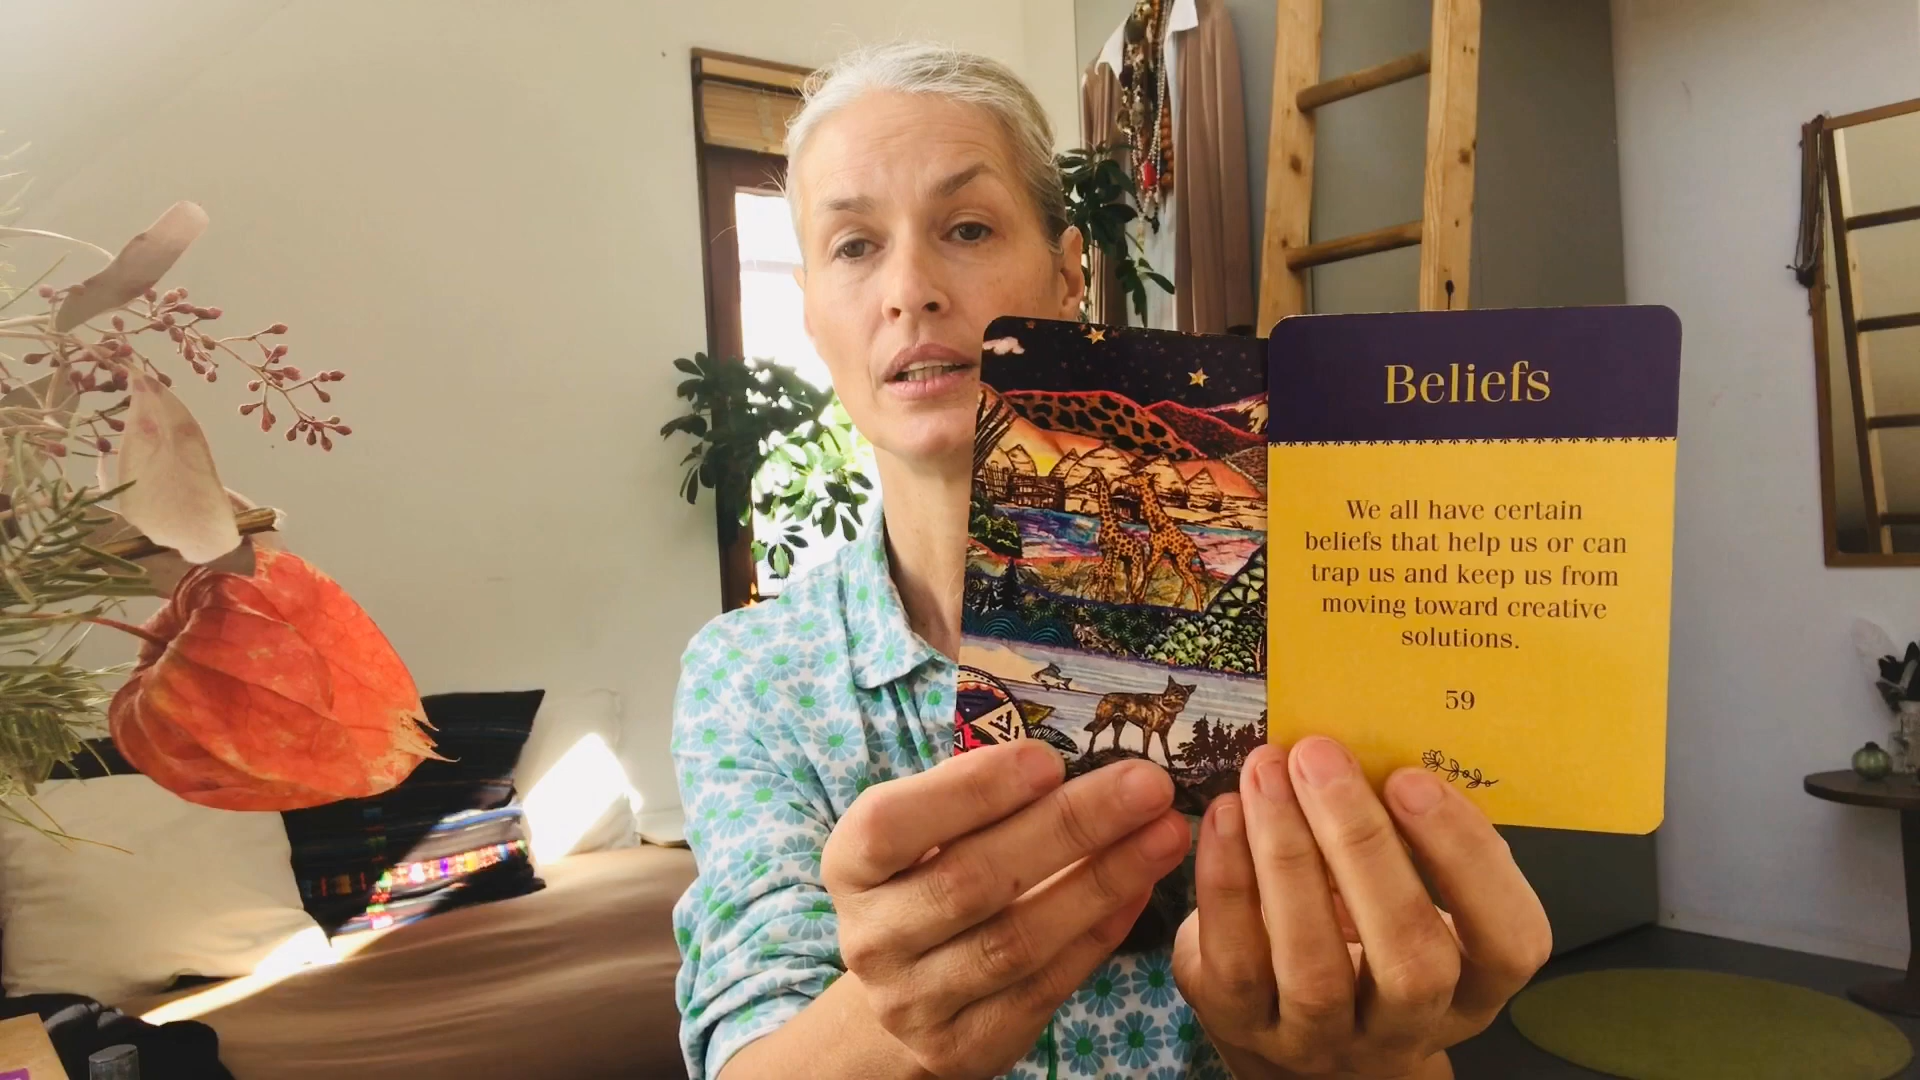 Beliefs
We all have certain
beliefs that help us or can
trap us and keep us from
moving toward creative
solutions.
59